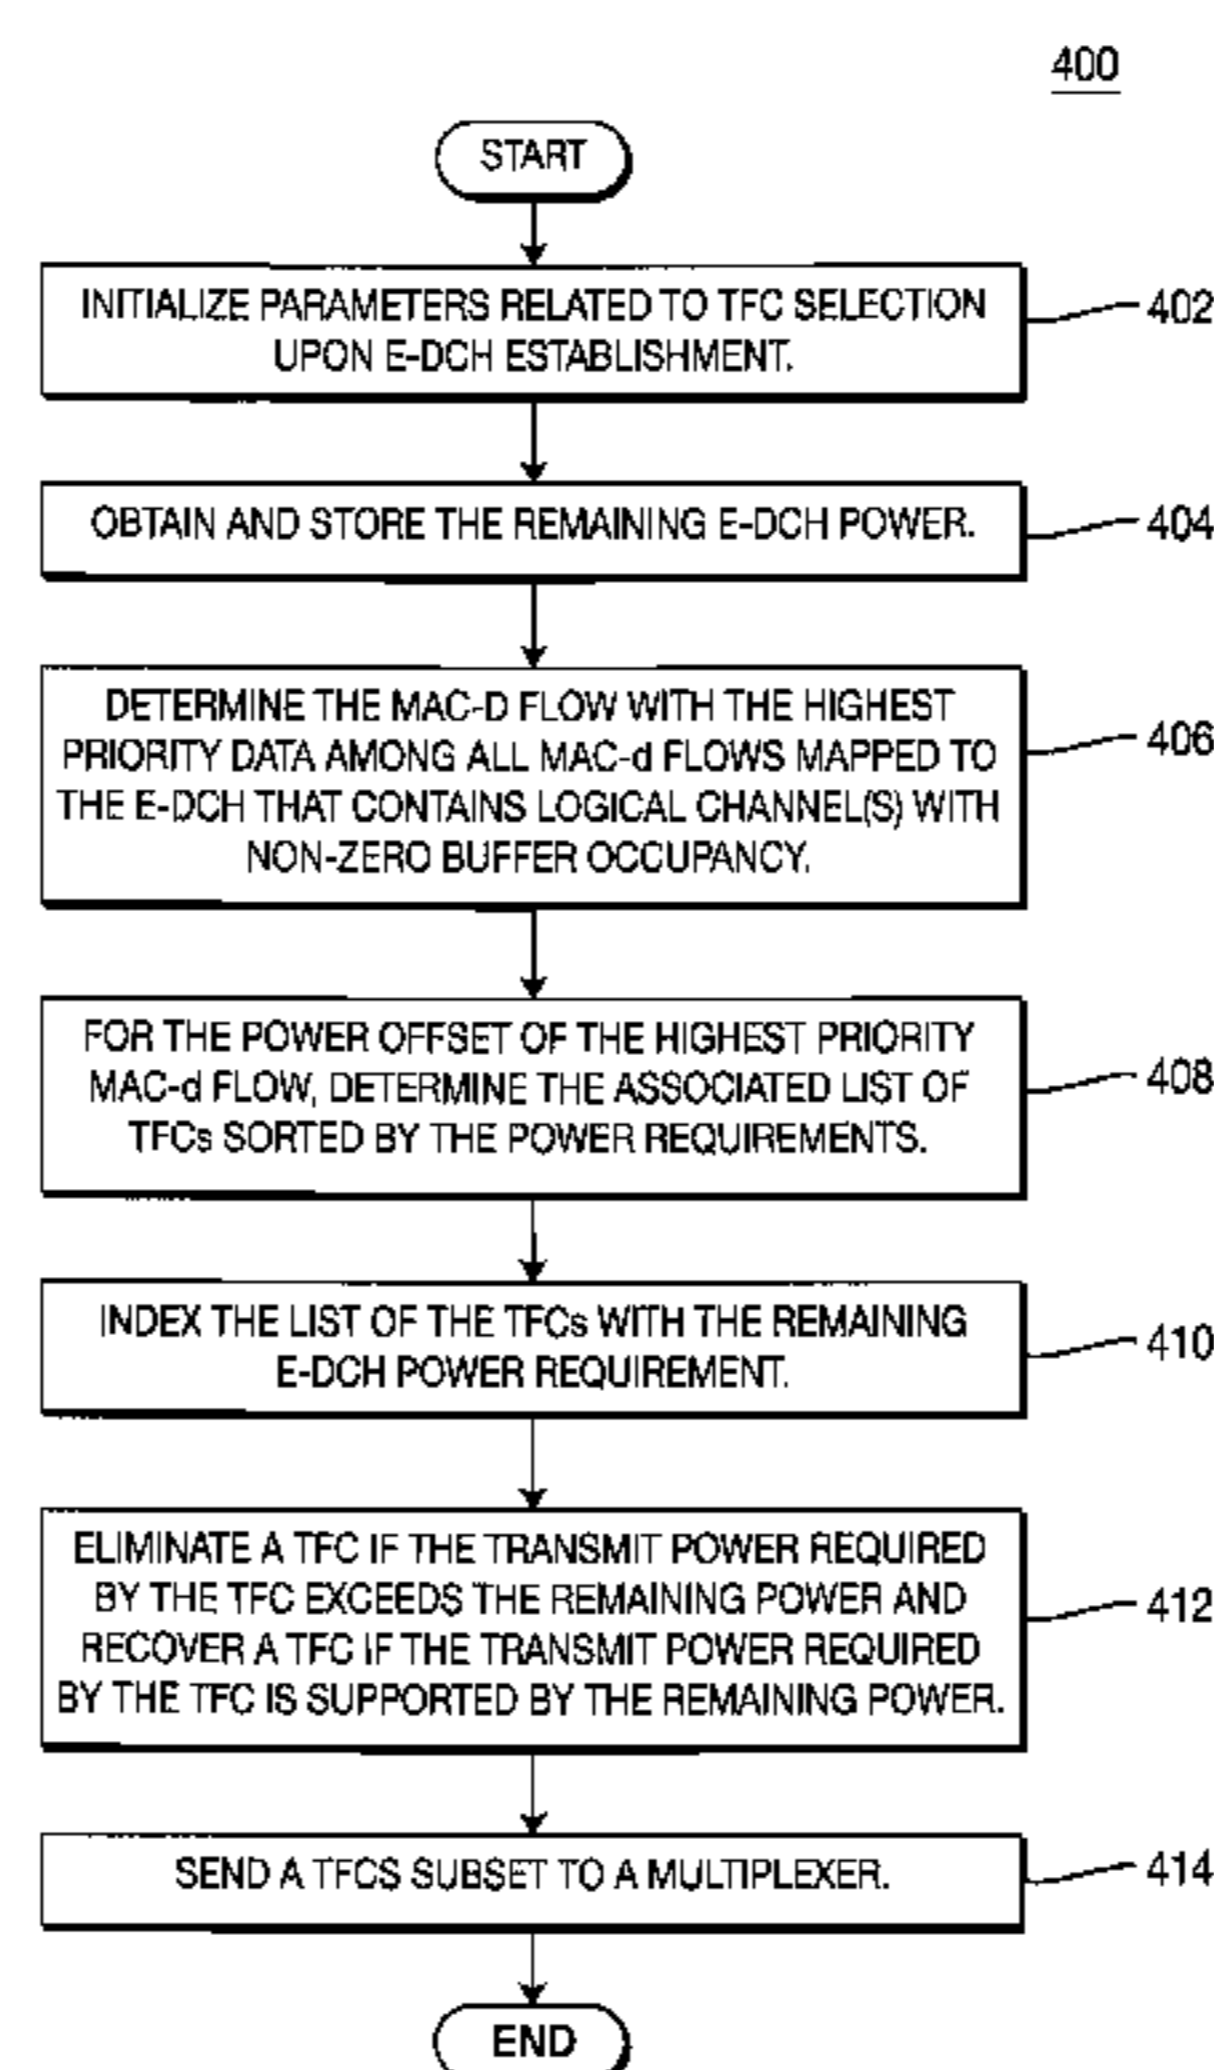 400
START
INITIALIZE PARAMETERS RELATED TO TFC SELECTION
UPON E-DCH ESTABLISHMENT.
402
OBTAIN AND STORE THE REMAINING E-DCH POWER.
404
DETERMINE THE MAC-D FLOW WITH THE HIGHEST
PRIORITY DATA AMONG ALL MAC-d FLOWS MAPPED TO
THE E-DCH THAT CONTAINS LOGICAL CHANNEL(S) WITH
NON-ZERO BUFFER OCCUPANCY.
406
FOR THE POWER OFFSET OF THE HIGHEST PRIORITY
MAC-d FLOW, DETERMINE THE ASSOCIATED LIST OF
TFCs SORTED BY THE POWER REQUIREMENTS.
408
INDEX THE LIST OF THE TFCs WITH THE REMAINING
E-DCH POWER REQUIREMENT.
410
ELIMINATE A TFC IF THE TRANSMIT POWER REQUIRED
BY THE TFC EXCEEDS THE REMAINING POWER AND
RECOVER A TFC IF THE TRANSMIT POWER REQUIRED
BY THE TFC IS SUPPORTED BY THE REMAINING POWER.
412
SEND A TFCS SUBSET TO A MULTIPLEXER.
414
END